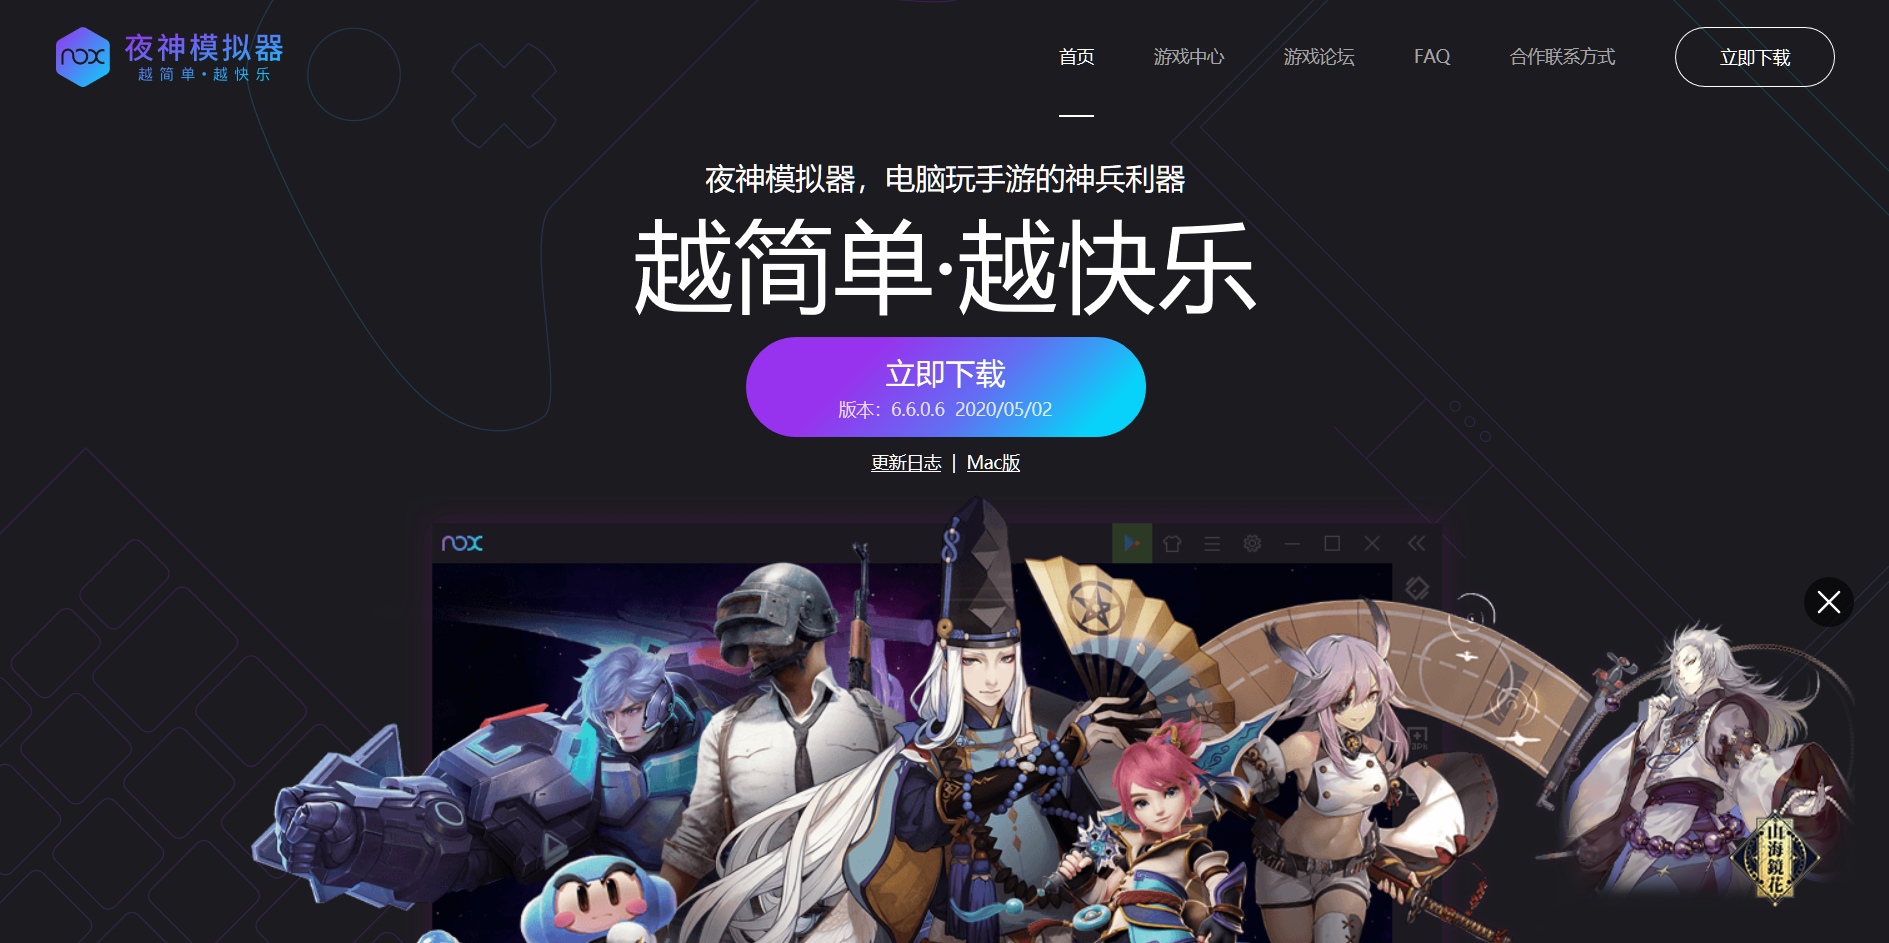 nox 夜神模拟器
越简单·越快乐
首页 游戏中心 游戏论坛 FAQ 合作联系方式 立即下载
夜神模拟器，电脑玩手游的神兵利器
越简单·越快乐
立即下载
版本：6.6.0.6 2020/05/02
更新日志 | Mac版
nox
山海鏡花